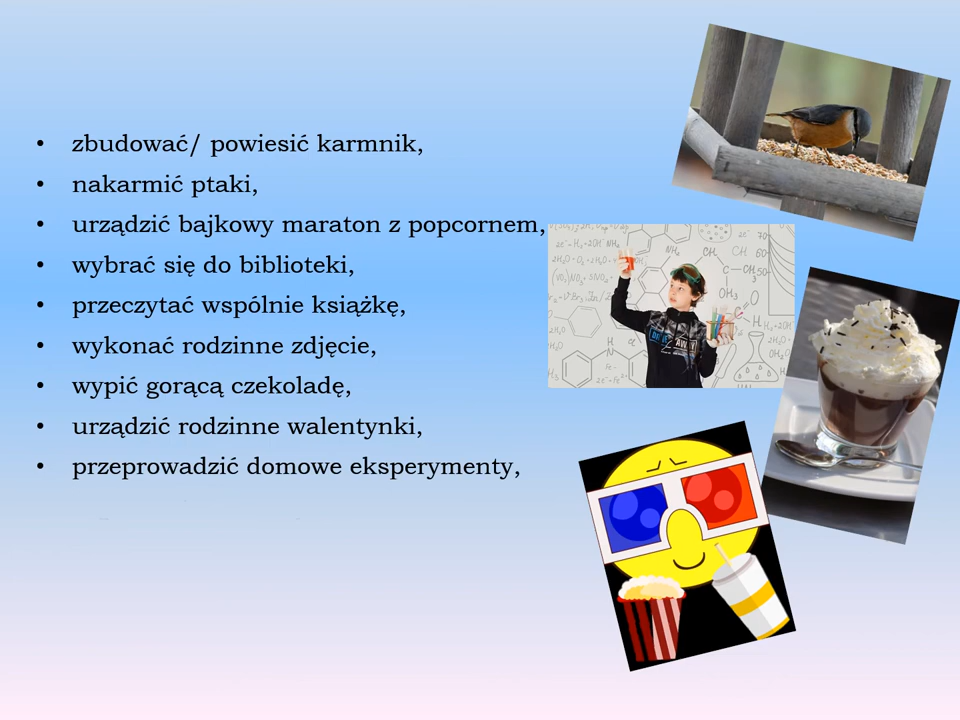 • zbudować/ powiesić karmnik,
• nakarmić ptaki,
• urządzić bajkowy maraton z popcornem,
• wybrać się do biblioteki,
• przeczytać wspólnie książkę,
• wykonać rodzinne zdjęcie,
• wypić gorącą czekoladę,
• urządzić rodzinne walentynki,
• przeprowadzić domowe eksperymenty,